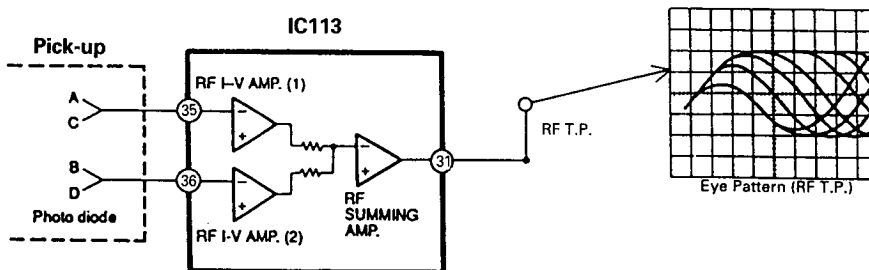 IC113
Pick-up
RF I-V AMP. (1)
A
C
35
B
D
36
Photo diode
RF I-V AMP. (2)
RF
SUMMING
AMP.
31
RF T.P.
Eye Pattern (RF T.P.)